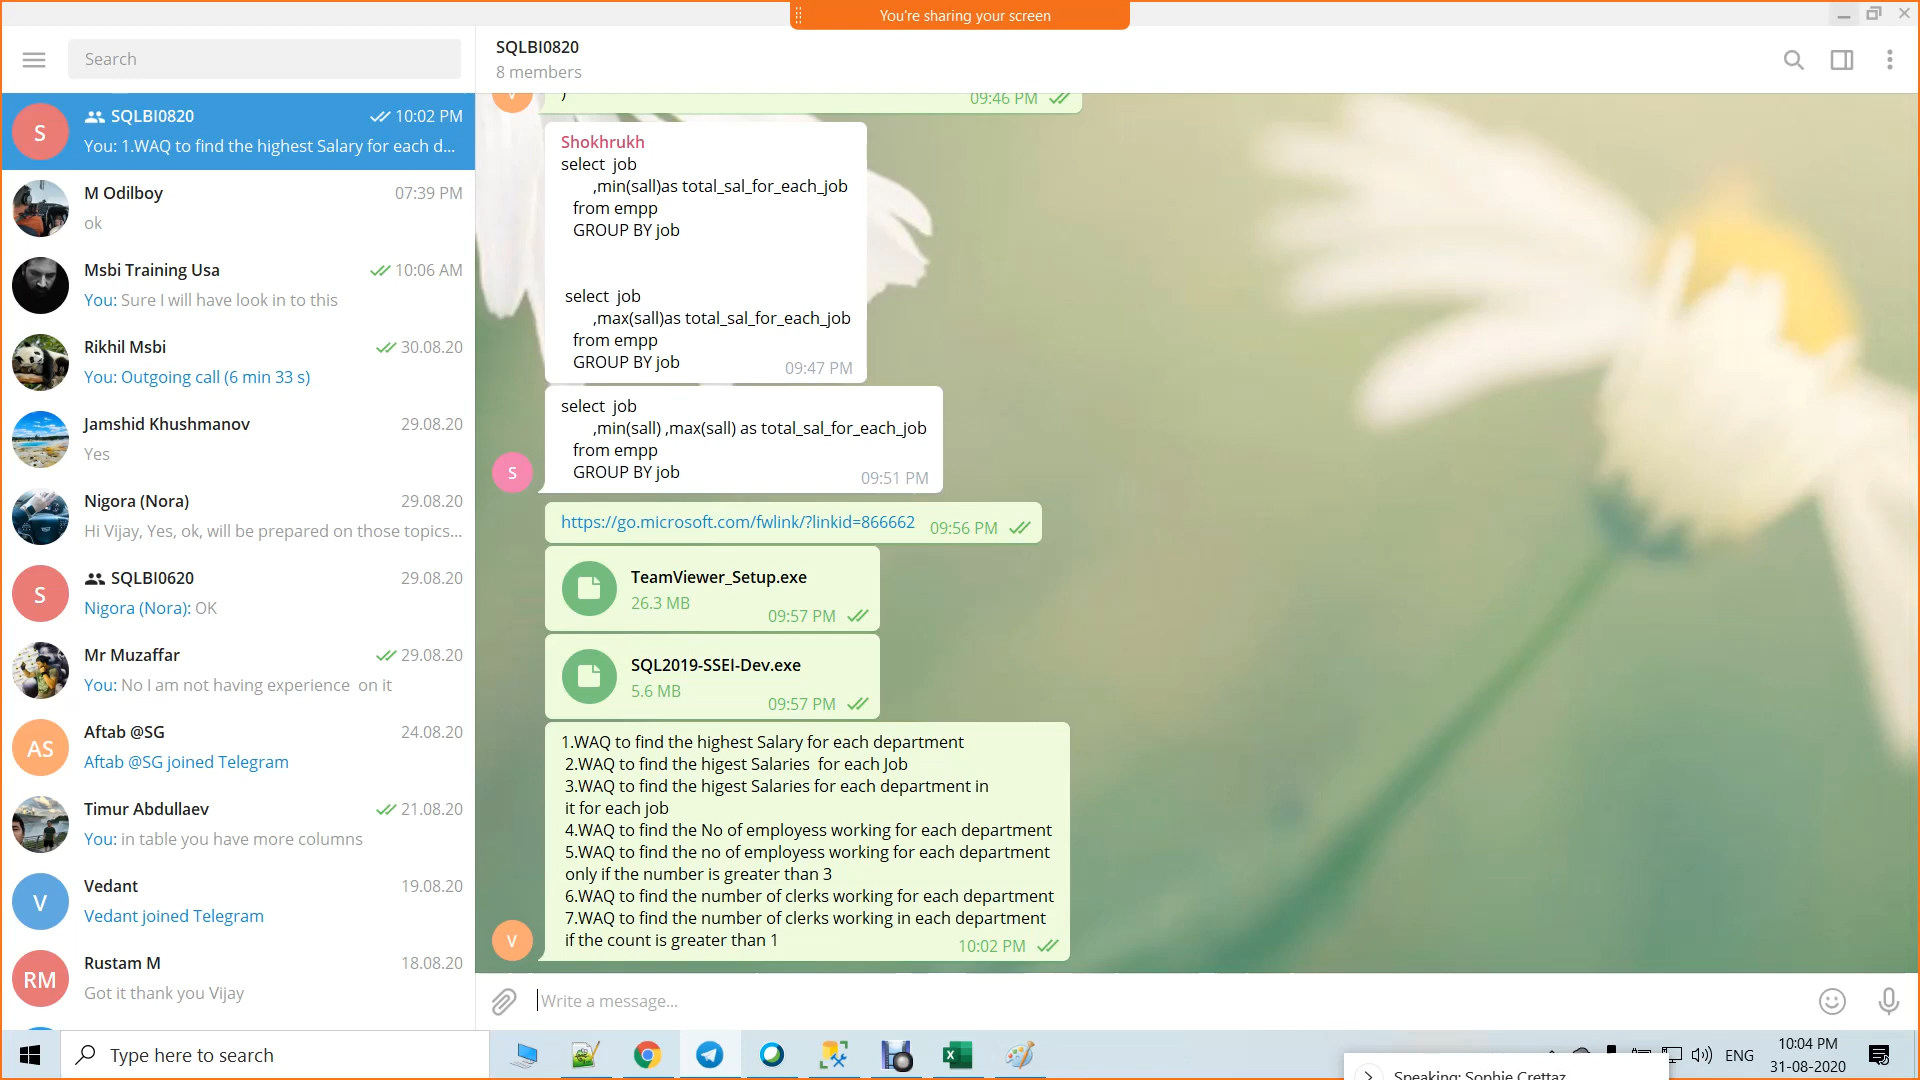 You're sharing your screen
Search
SQLBI0820
8 members
SQLBI0820 10:02 PM
You: 1.WAQ to find the highest Salary for each d...
M Odilboy 07:39 PM
ok
Msbi Training Usa 10:06 AM
You: Sure I will have look in to this
Rikhil Msbi 30.08.20
You: Outgoing call (6 min 33 s)
Jamshid Khushmanov 29.08.20
Yes
Nigora (Nora) 29.08.20
Hi Vijay, Yes, ok, will be prepared on those topics...
SQLBI0620 29.08.20
Nigora (Nora): OK
Mr Muzaffar 29.08.20
You: No I am not having experience  on it
Aftab @SG 24.08.20
Aftab @SG joined Telegram
Timur Abdullaev 21.08.20
You: in table you have more columns
Vedant 19.08.20
Vedant joined Telegram
Rustam M 18.08.20
Got it thank you Vijay
S
S
AS
V
RM
V
)
09:46 PM
Shokhrukh
select  job
,min(sall)as total_sal_for_each_job
from empp
GROUP BY job
select  job
,max(sall)as total_sal_for_each_job
from empp
GROUP BY job
09:47 PM
select  job
,min(sall) ,max(sall) as total_sal_for_each_job
from empp
GROUP BY job
09:51 PM
S
https://go.microsoft.com/fwlink/?linkid=866662 09:56 PM
TeamViewer_Setup.exe
26.3 MB
09:57 PM
SQL2019-SSEI-Dev.exe
5.6 MB
09:57 PM
1.WAQ to find the highest Salary for each department
2.WAQ to find the higest Salaries  for each Job
3.WAQ to find the higest Salaries for each department in
it for each job
4.WAQ to find the No of employess working for each department
5.WAQ to find the no of employess working for each department
only if the number is greater than 3
6.WAQ to find the number of clerks working for each department
7.WAQ to find the number of clerks working in each department
if the count is greater than 1
10:02 PM
V
Write a message...
Type here to search
ENG
10:04 PM
31-08-2020
Speaking: Sophie Crettaz